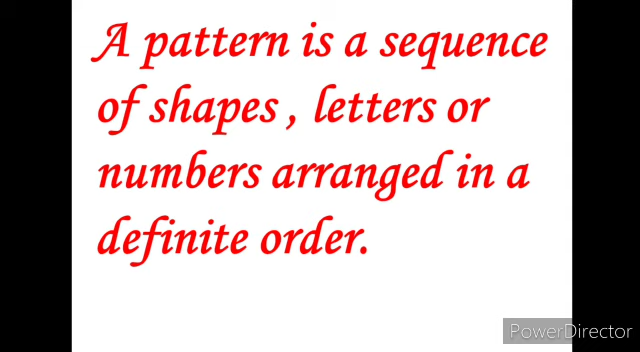 A pattern is a sequence
of shapes , letters or
numbers arranged in a
definite order.
PowerDirector